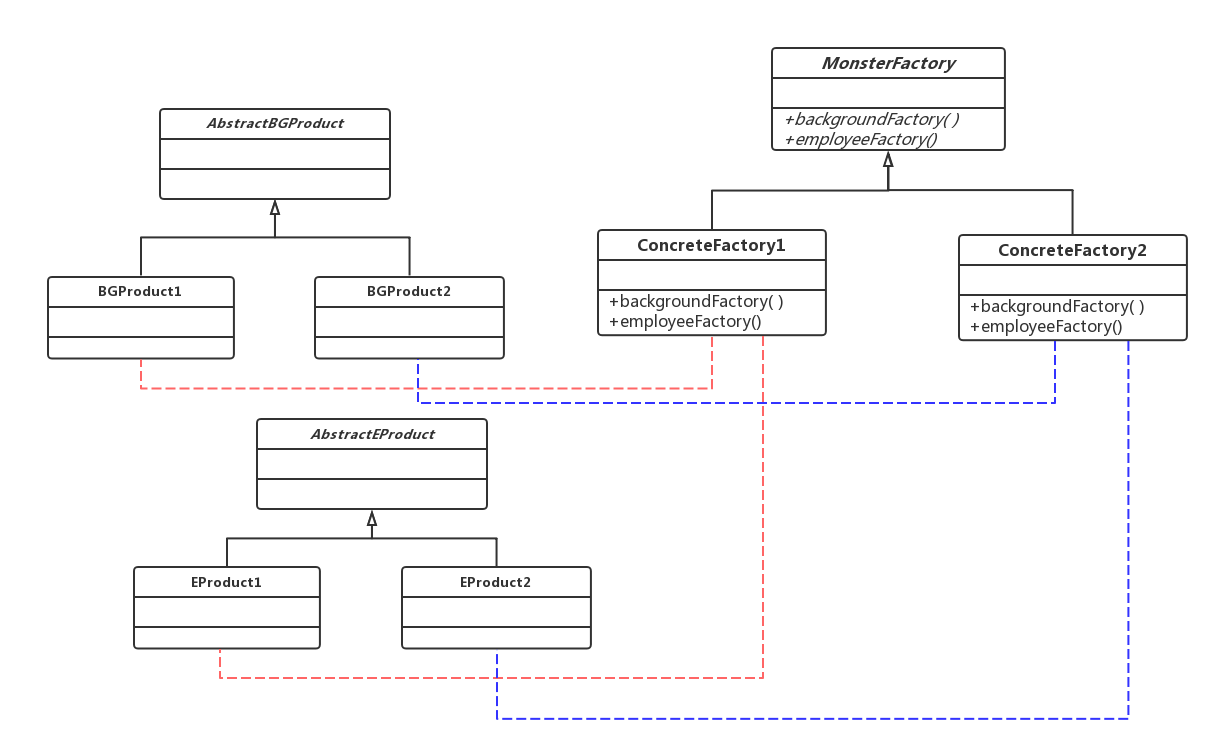 MonsterFactory
+backgroundFactory( )
+employeeFactory()
AbstractBGProduct
ConcreteFactory1
+backgroundFactory( )
+employeeFactory()
ConcreteFactory2
+backgroundFactory( )
+employeeFactory()
BGProduct1
BGProduct2
AbstractEProduct
EProduct1
EProduct2